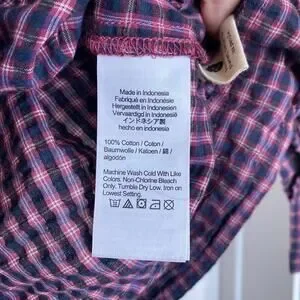 Made in Indonesia
Fabriqué en Indonésie
Hergestellt in Indonesien
Vervaardigd in Indonesië
インドネシア製
hecho en indonesio
100% Cotton / Coton /
Baumwolle / Katoen / 綿 /
algodón
Machine Wash Cold With Like
Colors. Non-Chlorine Bleach
Only. Tumble Dry Low. Iron on
Low Setting.